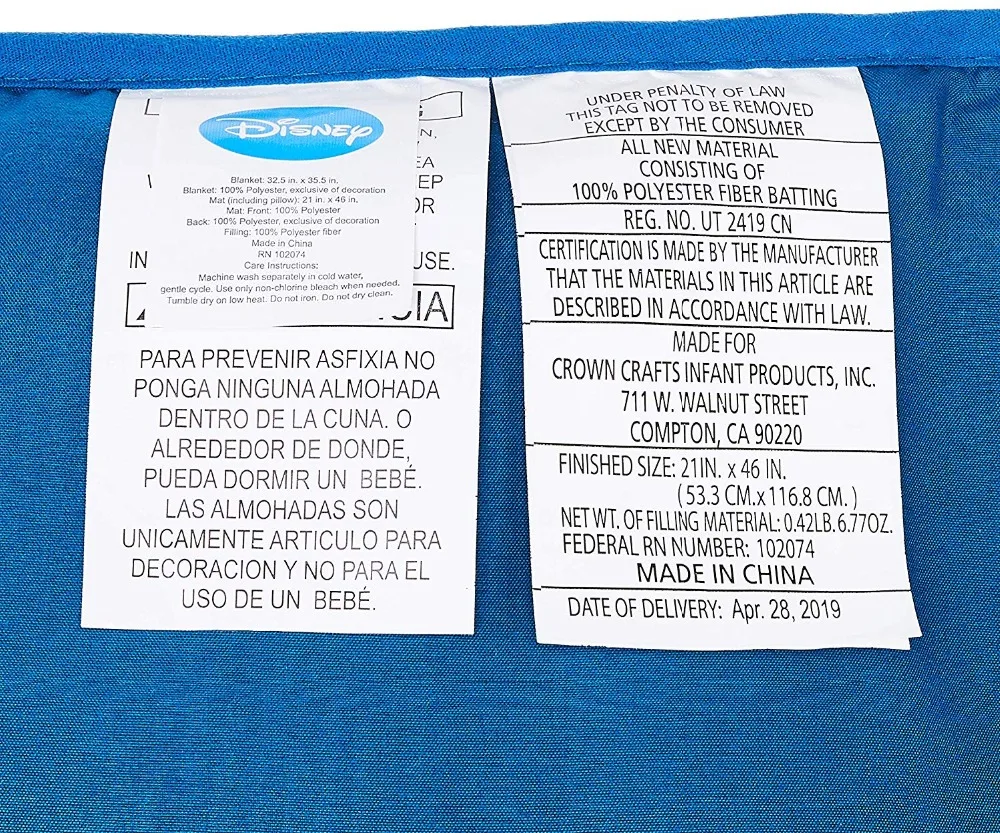 Disney
Blanket: 32.5 in. x 35.5 in.
Blanket: 100% Polyester, exclusive of decoration
Mat (including pillow): 21 in. x 46 in.
Mat: Front: 100% Polyester
Back: 100% Polyester, exclusive of decoration
Filling: 100% Polyester fiber
Made in China
RN 102074
Care Instructions:
Machine wash separately in cold water,
gentle cycle. Use only non-chlorine bleach when needed.
Tumble dry on low heat. Do not iron. Do not dry clean.
PARA PREVENIR ASFIXIA NO
PONGA NINGUNA ALMOHADA
DENTRO DE LA CUNA. O
ALREDEDOR DE DONDE,
PUEDA DORMIR UN BEBÉ.
LAS ALMOHADAS SON
UNICAMENTE ARTICULO PARA
DECORACION Y NO PARA EL
USO DE UN BEBÉ.
UNDER PENALTY OF LAW
THIS TAG NOT TO BE REMOVED
EXCEPT BY THE CONSUMER
ALL NEW MATERIAL
CONSISTING OF
100% POLYESTER FIBER BATTING
REG. NO. UT 2419 CN
CERTIFICATION IS MADE BY THE MANUFACTURER
THAT THE MATERIALS IN THIS ARTICLE ARE
DESCRIBED IN ACCORDANCE WITH LAW.
MADE FOR
CROWN CRAFTS INFANT PRODUCTS, INC.
711 W. WALNUT STREET
COMPTON, CA 90220
FINISHED SIZE: 21IN. x 46 IN.
(53.3 CM.x 116.8 CM. )
NET WT. OF FILLING MATERIAL: 0.42LB. 6.77OZ.
FEDERAL RN NUMBER: 102074
MADE IN CHINA
DATE OF DELIVERY: Apr. 28, 2019